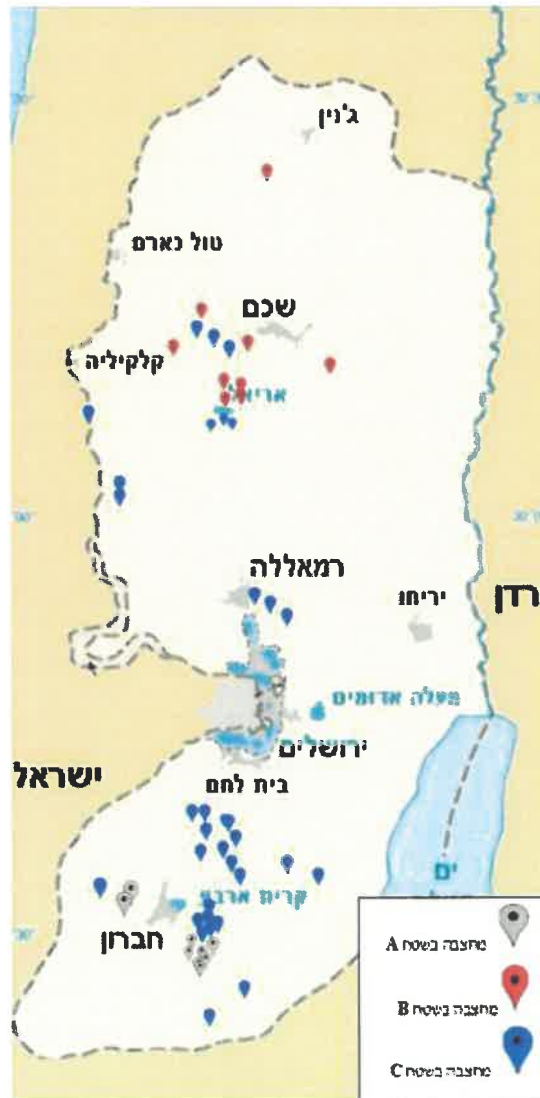 ג'נין
טול כארם
שכם
קלקיליה
אריאל
רמאללה
יריחו
רדן
מעלה אדומים
ירושלים
ישראל
בית לחם
ים
קרית ארבע
חברון
מחצבה בשטח A
מחצבה בשטח B
מחצבה בשטח C